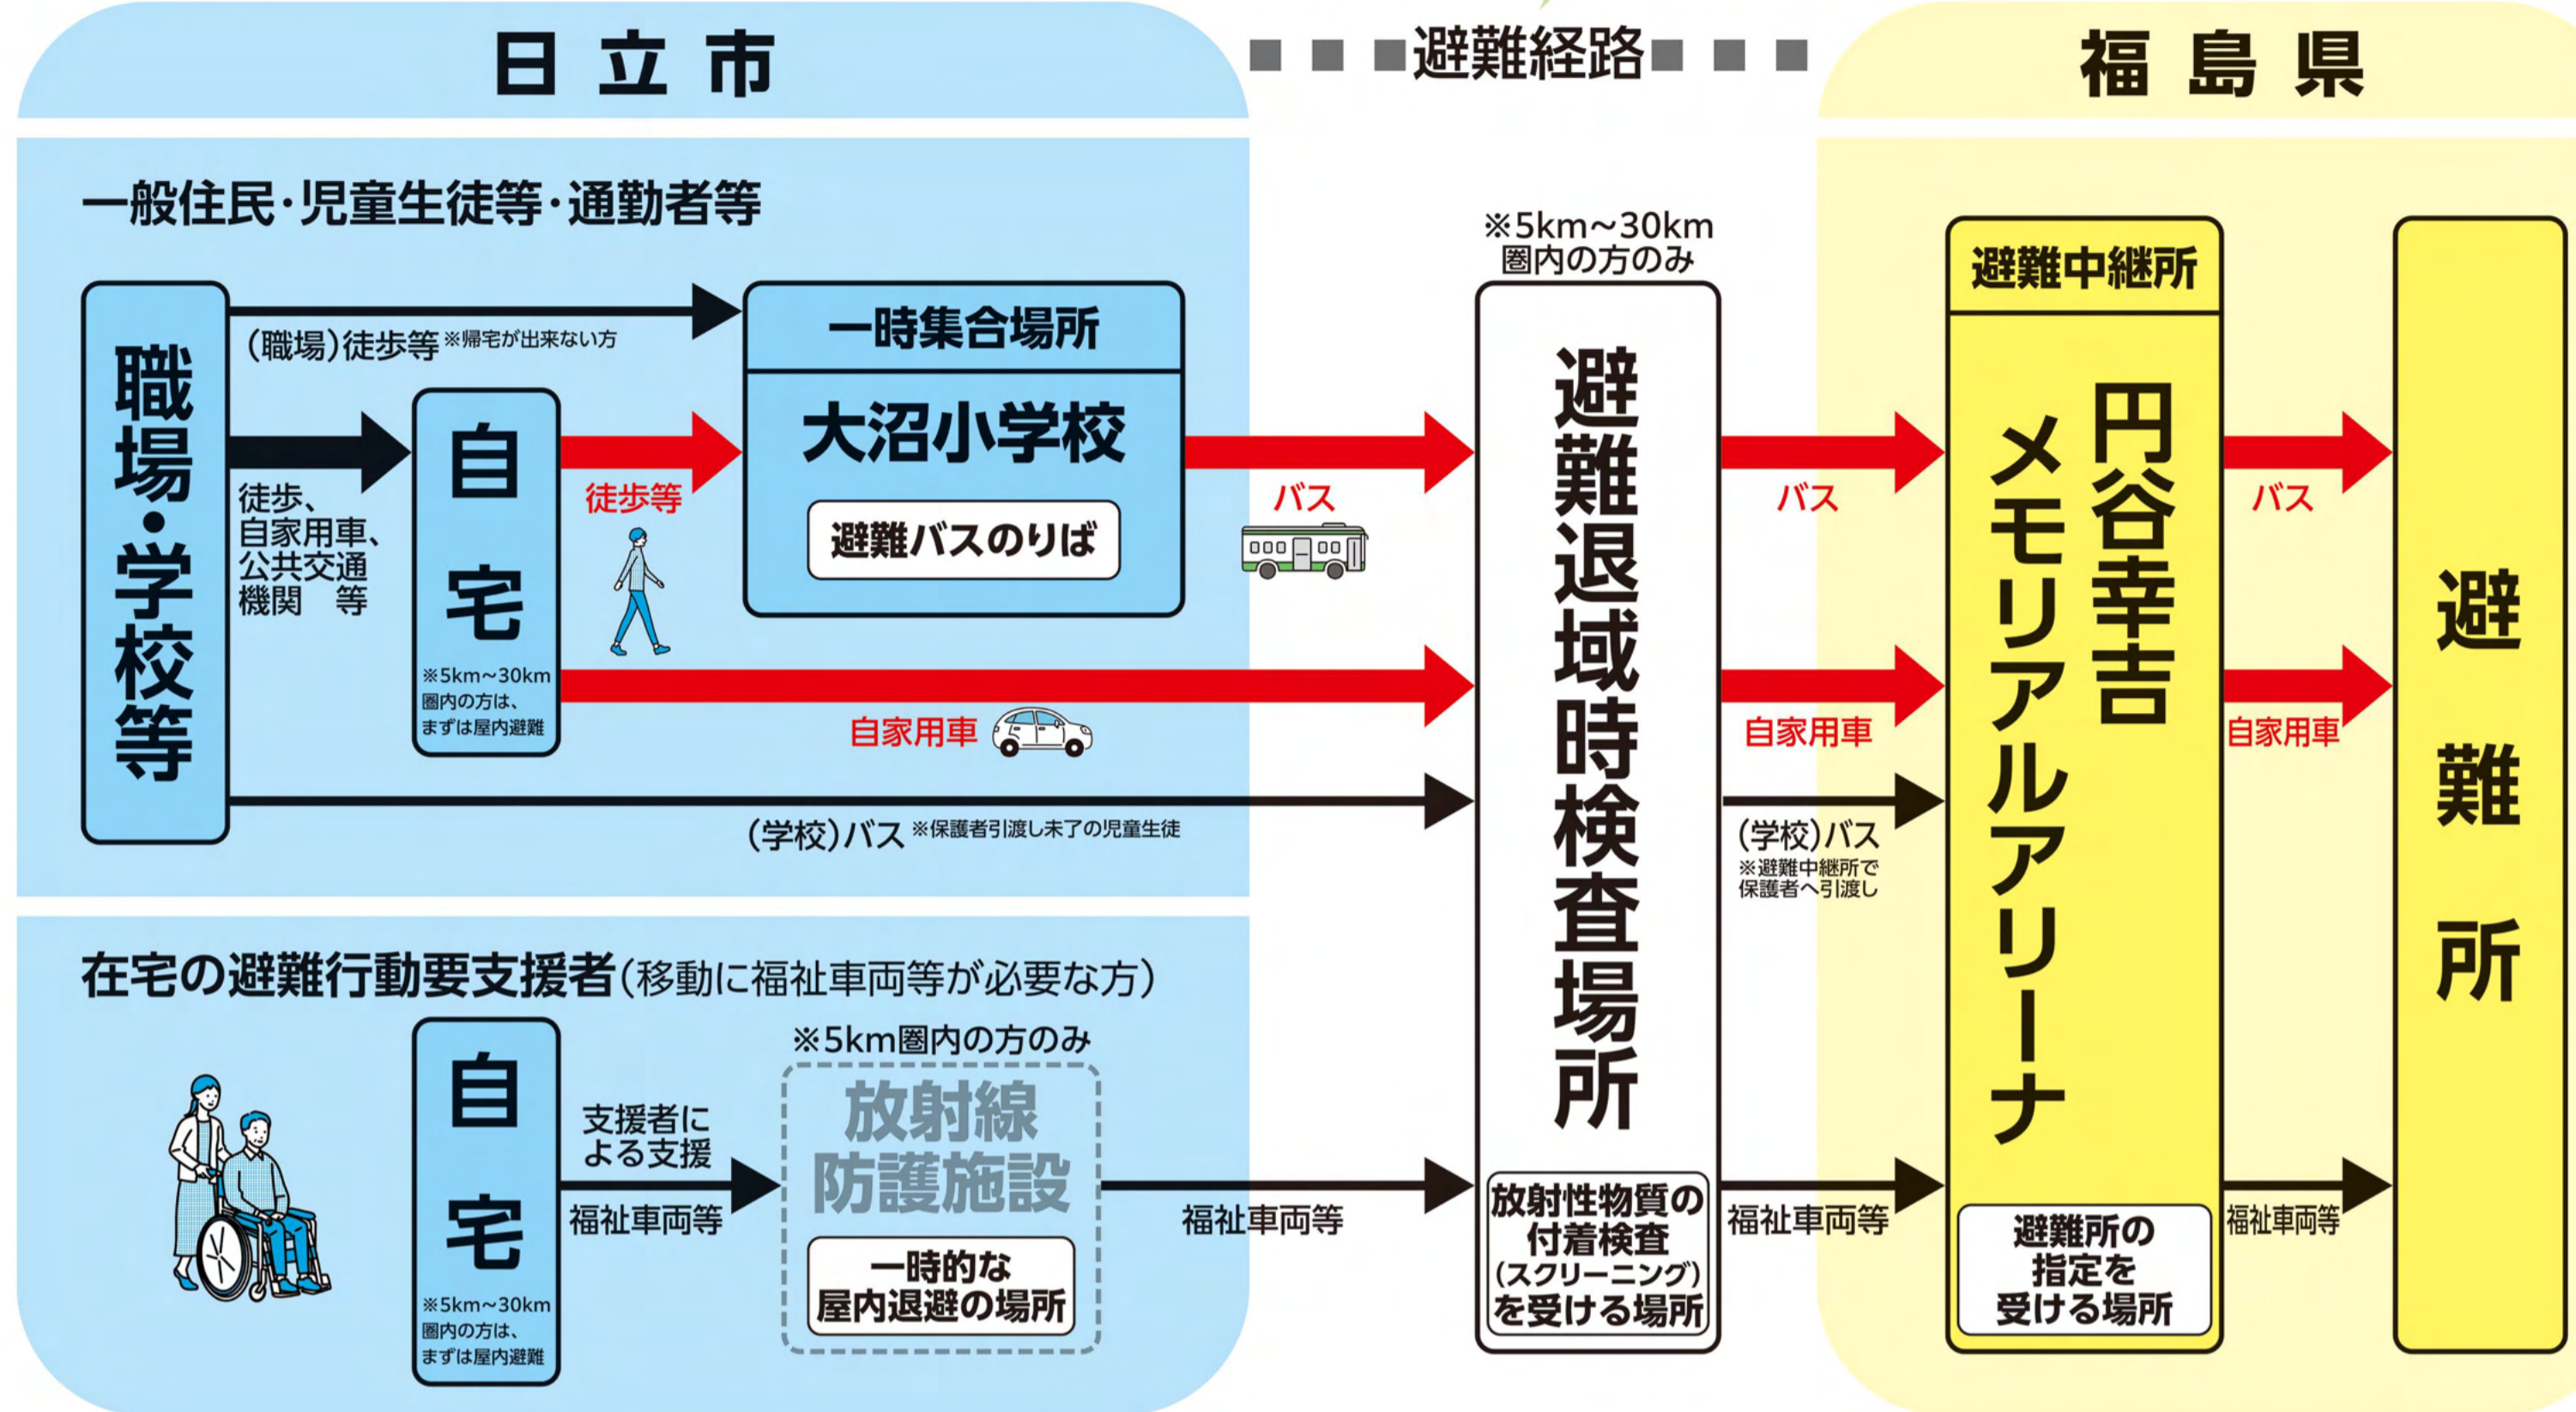 日立市
避難経路
福島県
一般住民・児童生徒等・通勤者等
職場・学校等
(職場)徒歩等 ※帰宅が出来ない方
徒歩、
自家用車、
公共交通
機関　等
自宅
※5km~30km
圏内の方は、
まずは屋内避難
徒歩等
一時集合場所
大沼小学校
避難バスのりば
バス
自家用車
(学校)バス ※保護者引渡し未了の児童生徒
※5km~30km
圏内の方のみ
避難退域時検査場所
放射性物質の
付着検査
(スクリーニング)
を受ける場所
バス
自家用車
(学校)バス
※避難中継所で
保護者へ引渡し
福祉車両等
避難中継所
円谷幸吉
メモリアルアリーナ
避難所の
指定を
受ける場所
バス
自家用車
福祉車両等
避難所
在宅の避難行動要支援者(移動に福祉車両等が必要な方)
自宅
※5km~30km
圏内の方は、
まずは屋内避難
支援者に
よる支援
福祉車両等
※5km圏内の方のみ
放射線
防護施設
一時的な
屋内退避の場所
福祉車両等